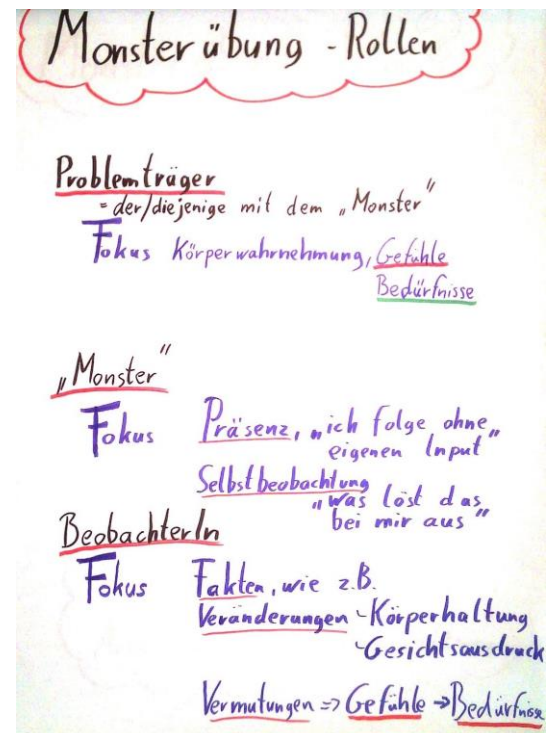 Monsterübung - Rollen
Problemträger
= der/diejenige mit dem „Monster"
Fokus Körperwahrnehmung, Gefühle
Bedürfnisse
„Monster"
Fokus Präsenz, „ich folge ohne
eigenen Input"
Selbstbeobachtung
„was löst das
bei mir aus"
BeobachterIn
Fokus Fakten, wie z.B.
Veränderungen - Körperhaltung
- Gesichtsausdruck
Vermutungen => Gefühle → Bedürfnisse